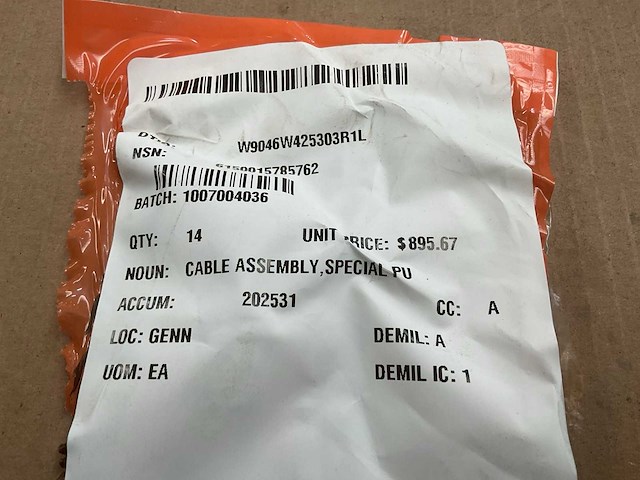 W9046W425303R1L
NSN: 6150015785762
BATCH: 1007004036
QTY: 14 UNIT PRICE: $895.67
NOUN: CABLE ASSEMBLY,SPECIAL PU
ACCUM: 202531 CC: A
LOC: GENN DEMIL: A
UOM: EA DEMIL IC: 1